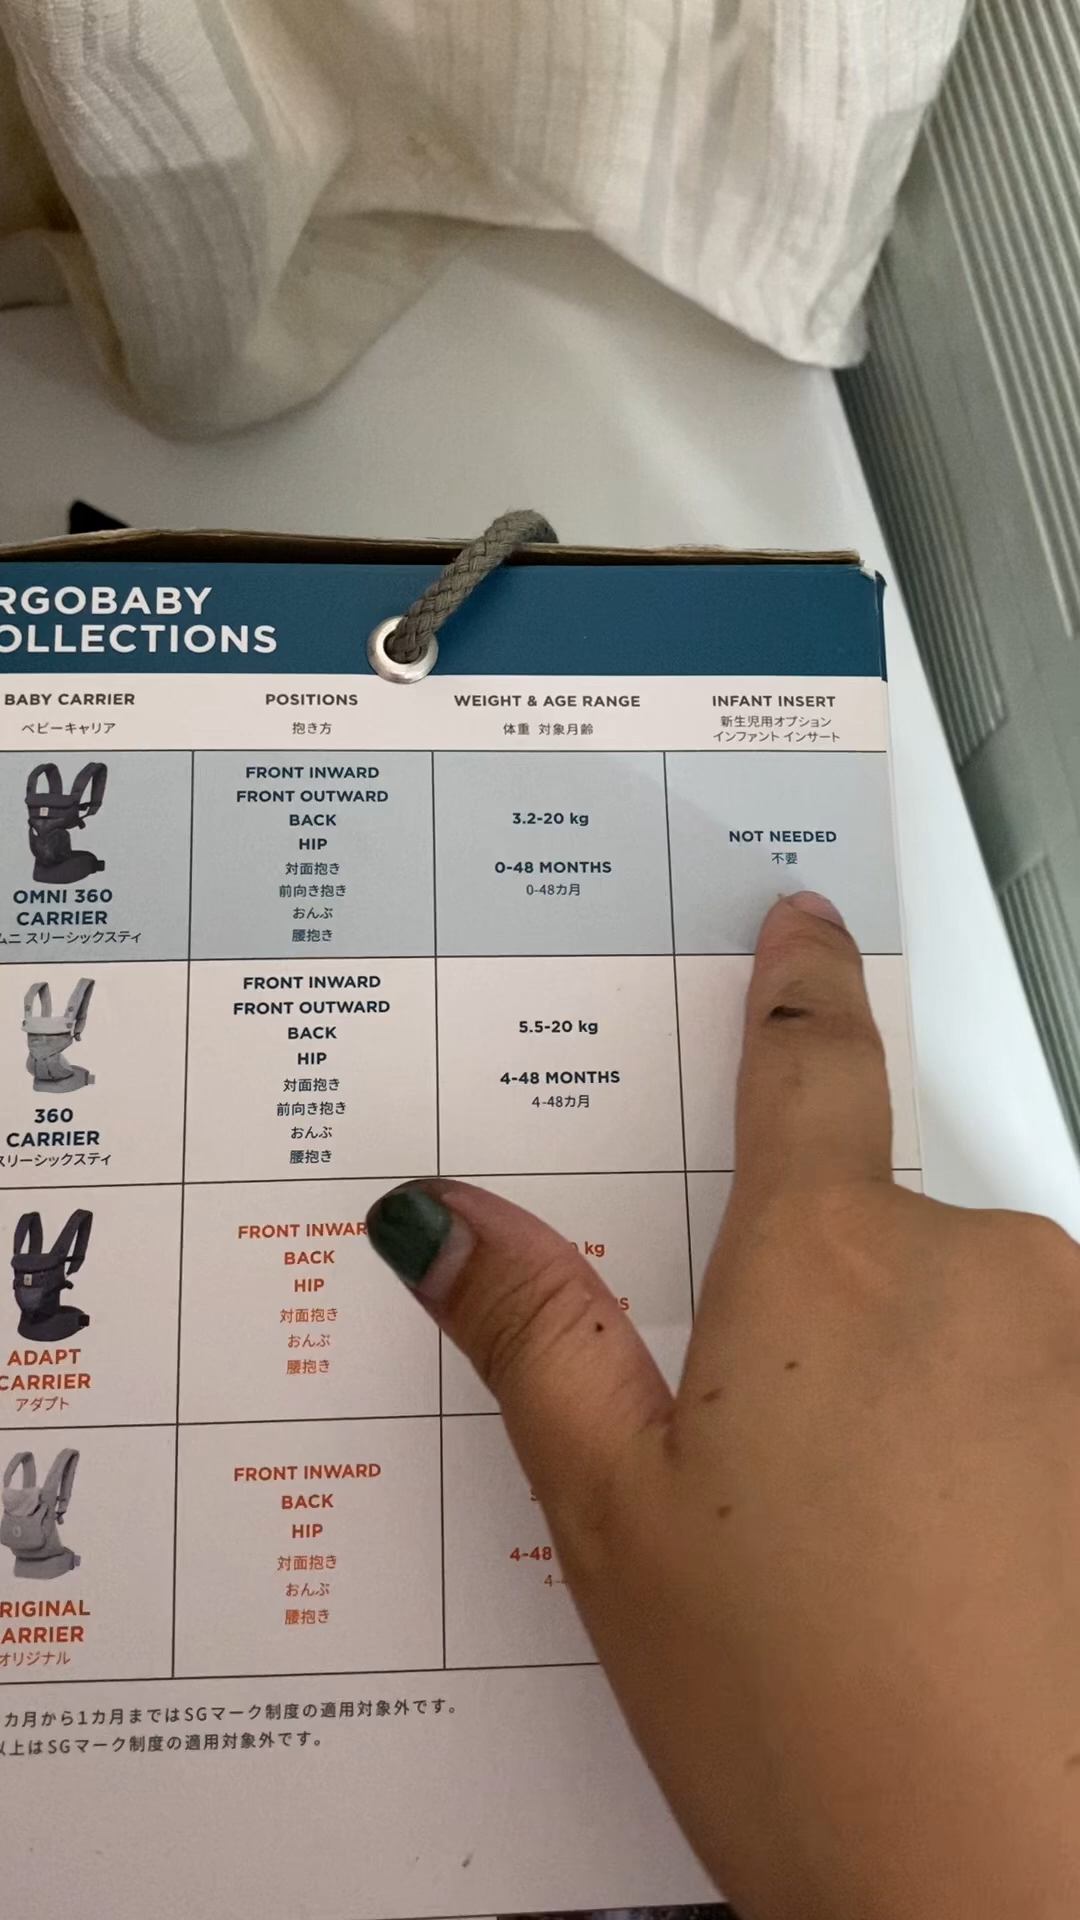 RGOBABY
OLLECTIONS
BABY CARRIER
ベビーキャリア
POSITIONS
抱き方
WEIGHT & AGE RANGE
体重 対象月齢
INFANT INSERT
新生児用オプション
インファント インサート
OMNI 360
CARRIER
ムニ スリーシックスティ
FRONT INWARD
FRONT OUTWARD
BACK
HIP
対面抱き
前向き抱き
おんぶ
腰抱き
3.2-20 kg
0-48 MONTHS
0-48カ月
NOT NEEDED
不要
360
CARRIER
スリーシックスティ
FRONT INWARD
FRONT OUTWARD
BACK
HIP
対面抱き
前向き抱き
おんぶ
腰抱き
5.5-20 kg
4-48 MONTHS
4-48カ月
ADAPT
CARRIER
アダプト
FRONT INWAR
BACK
HIP
対面抱き
おんぶ
腰抱き
kg
S
RIGINAL
ARRIER
オリジナル
FRONT INWARD
BACK
HIP
対面抱き
おんぶ
腰抱き
4-48
4-
カ月から1カ月まではSGマーク制度の適用対象外です。
以上はSGマーク制度の適用対象外です。